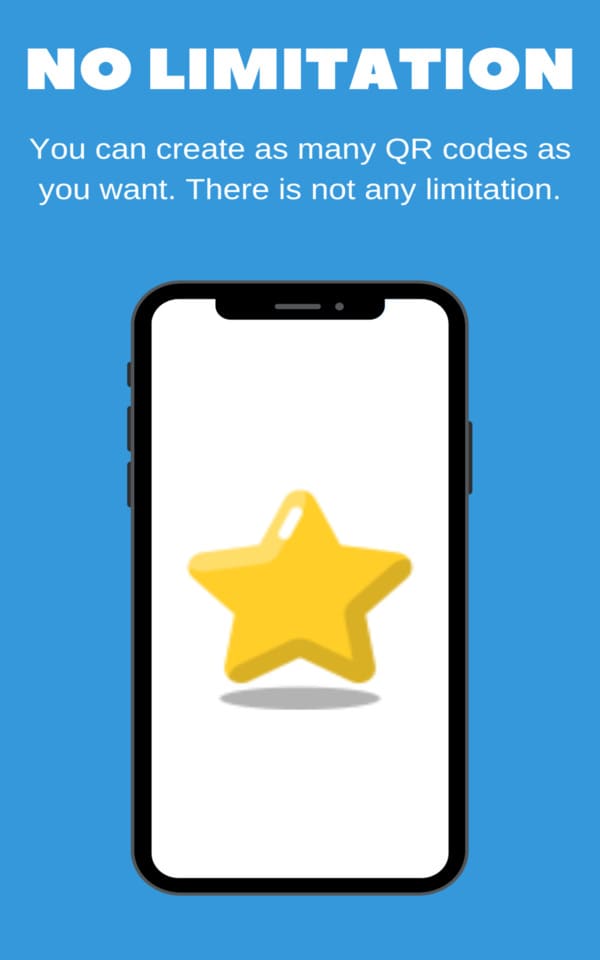 NO LIMITATION
You can create as many QR codes as
you want. There is not any limitation.